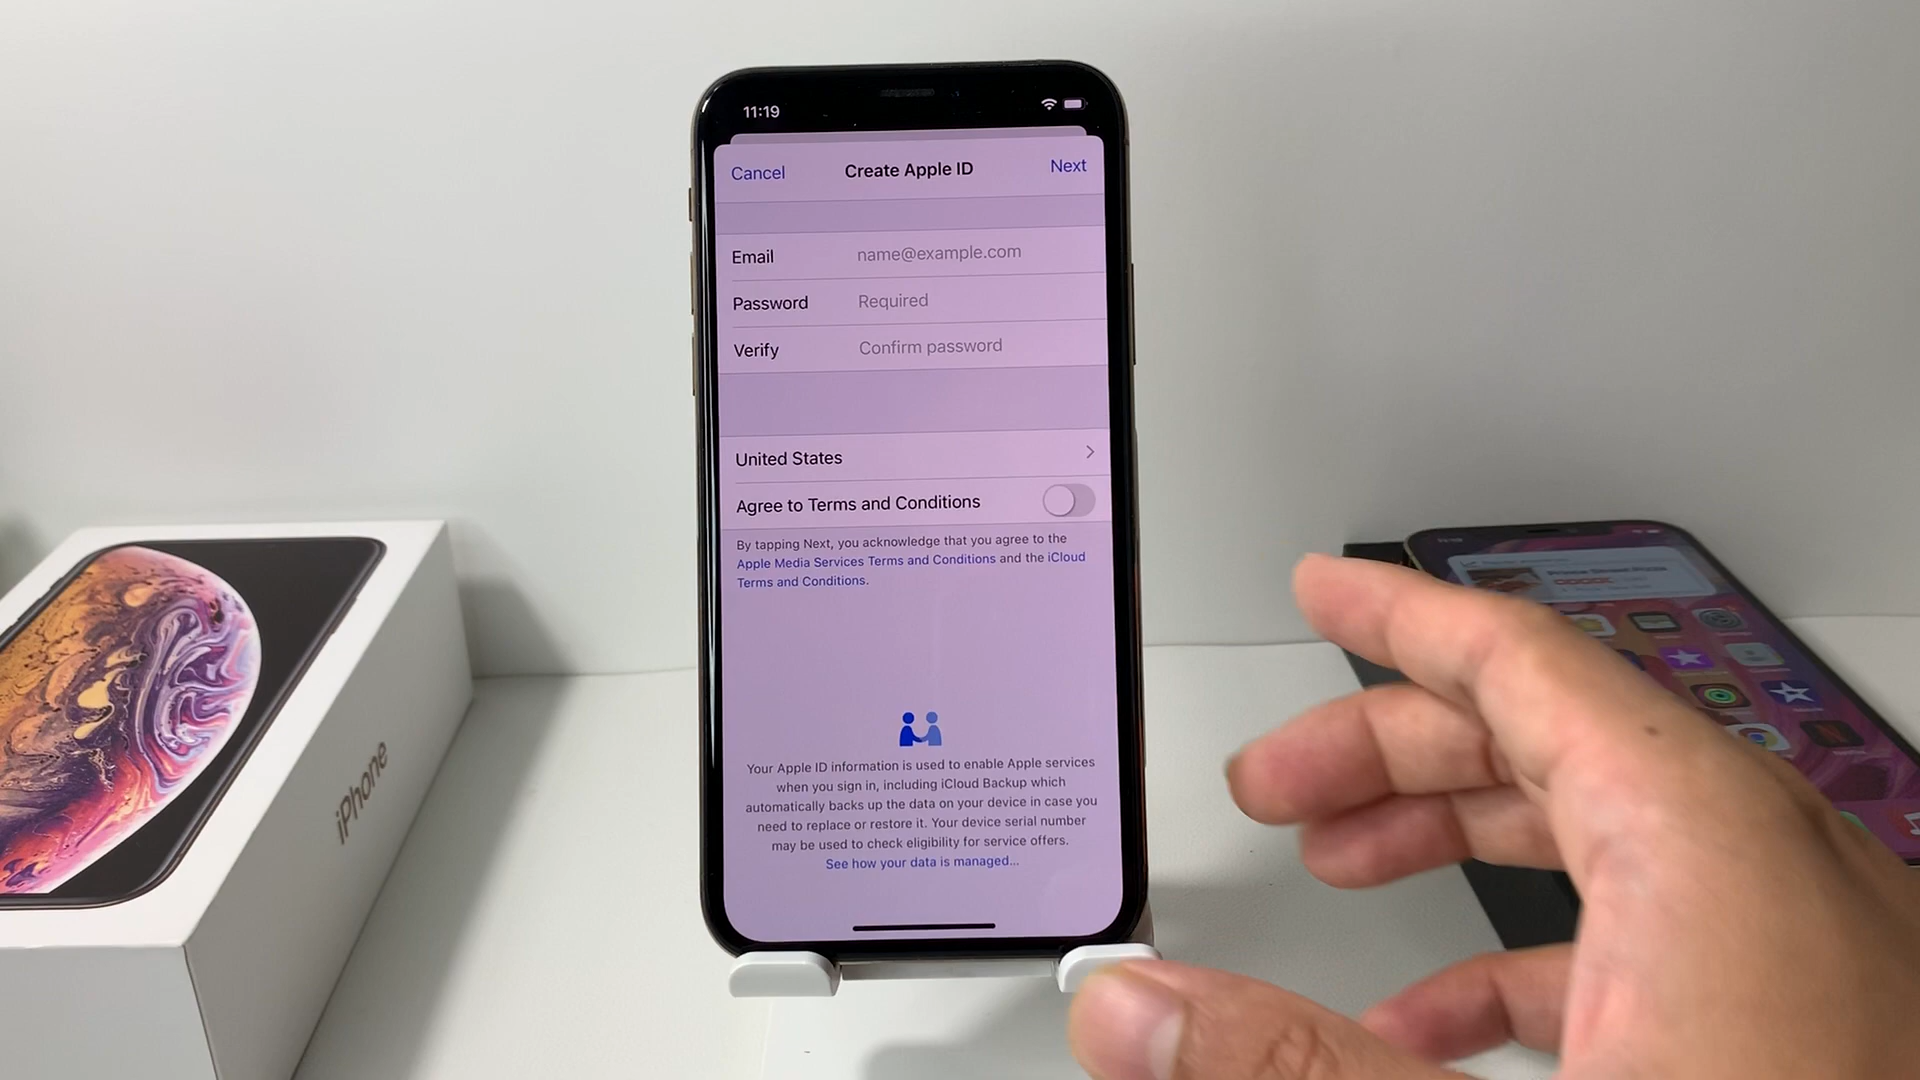 11:19
Cancel Create Apple ID Next
Email name@example.com
Password Required
Verify Confirm password
United States
Agree to Terms and Conditions
By tapping Next, you acknowledge that you agree to the
Apple Media Services Terms and Conditions and the iCloud
Terms and Conditions.
Your Apple ID information is used to enable Apple services
when you sign in, including iCloud Backup which
automatically backs up the data on your device in case you
need to replace or restore it. Your device serial number
may be used to check eligibility for service offers.
See how your data is managed...
iPhone